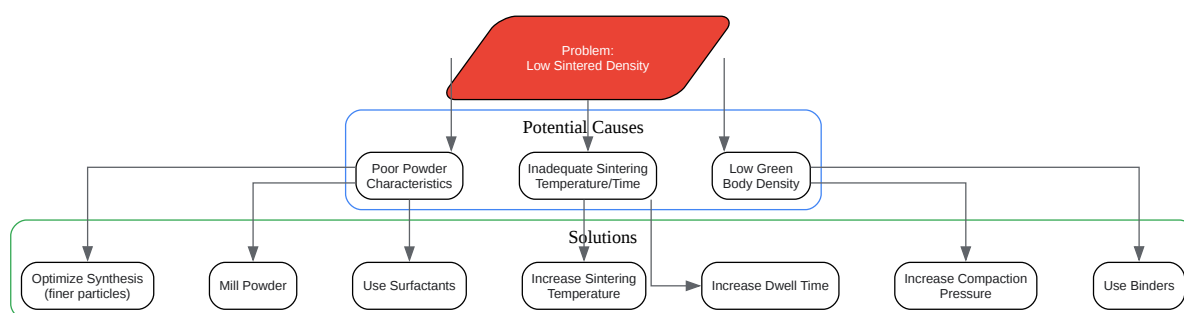 Problem:
Low Sintered Density
Potential Causes
Poor Powder
Characteristics
Inadequate Sintering
Temperature/Time
Low Green
Body Density
Solutions
Optimize Synthesis
(finer particles)
Mill Powder
Use Surfactants
Increase Sintering
Temperature
Increase Dwell Time
Increase Compaction
Pressure
Use Binders